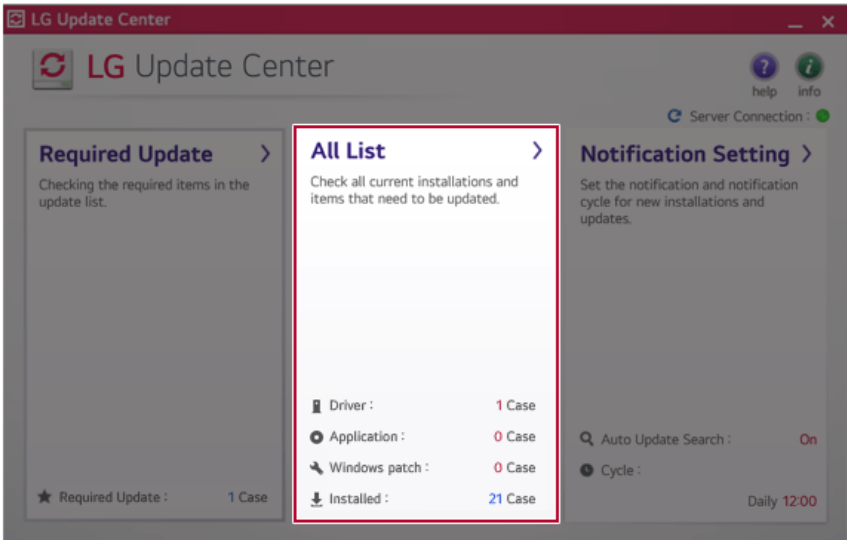 LG Update Center
LG Update Center
help
info
Server Connection :
Required Update
Checking the required items in the
update list.
Required Update :
1 Case
All List
Check all current installations and
items that need to be updated.
Driver :
1 Case
Application :
0 Case
Windows patch :
0 Case
Installed :
21 Case
Notification Setting
Set the notification and notification
cycle for new installations and
updates.
Auto Update Search :
On
Cycle :
Daily 12:00